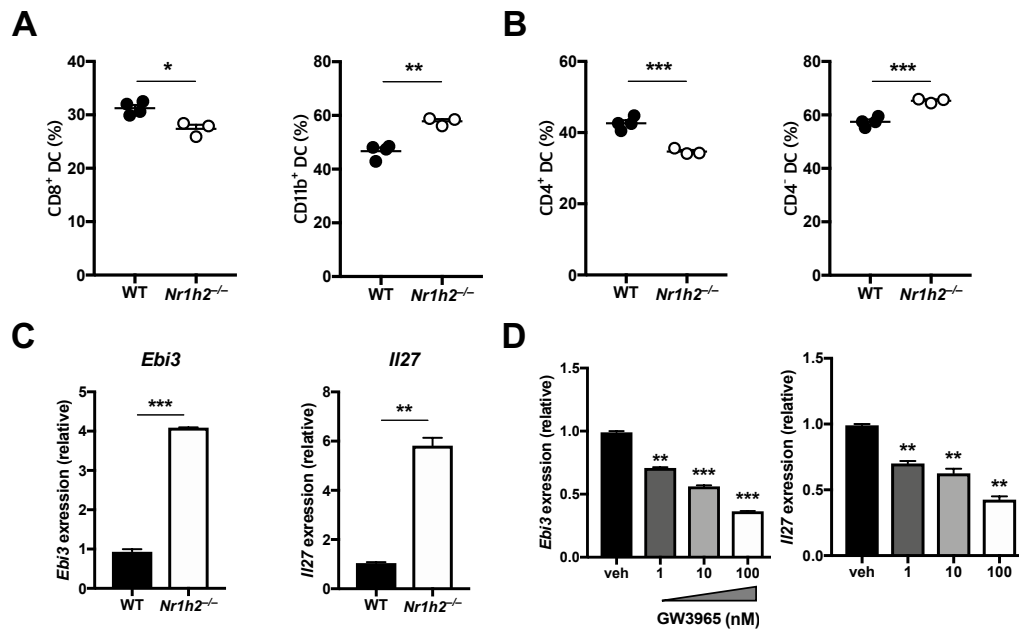 A
CD8⁺ DC (%)
40
30
20
10
0
*
WT Nr1h2⁻/⁻
CD11b⁺ DC (%)
80
60
40
20
0
**
WT Nr1h2⁻/⁻
B
CD4⁺ DC (%)
60
40
20
0
***
WT Nr1h2⁻/⁻
CD4⁻ DC (%)
80
60
40
20
0
***
WT Nr1h2⁻/⁻
C
Ebi3
Ebi3 exression (relative)
5
4
3
2
1
0
***
WT Nr1h2⁻/⁻
Il27
Il27 exression (relative)
8
6
4
2
0
**
WT Nr1h2⁻/⁻
D
Ebi3 exression (relative)
1.5
1.0
0.5
0.0
**
***
***
veh 1 10 100
GW3965 (nM)
Il27 exression (relative)
1.5
1.0
0.5
0.0
**
**
**
veh 1 10 100